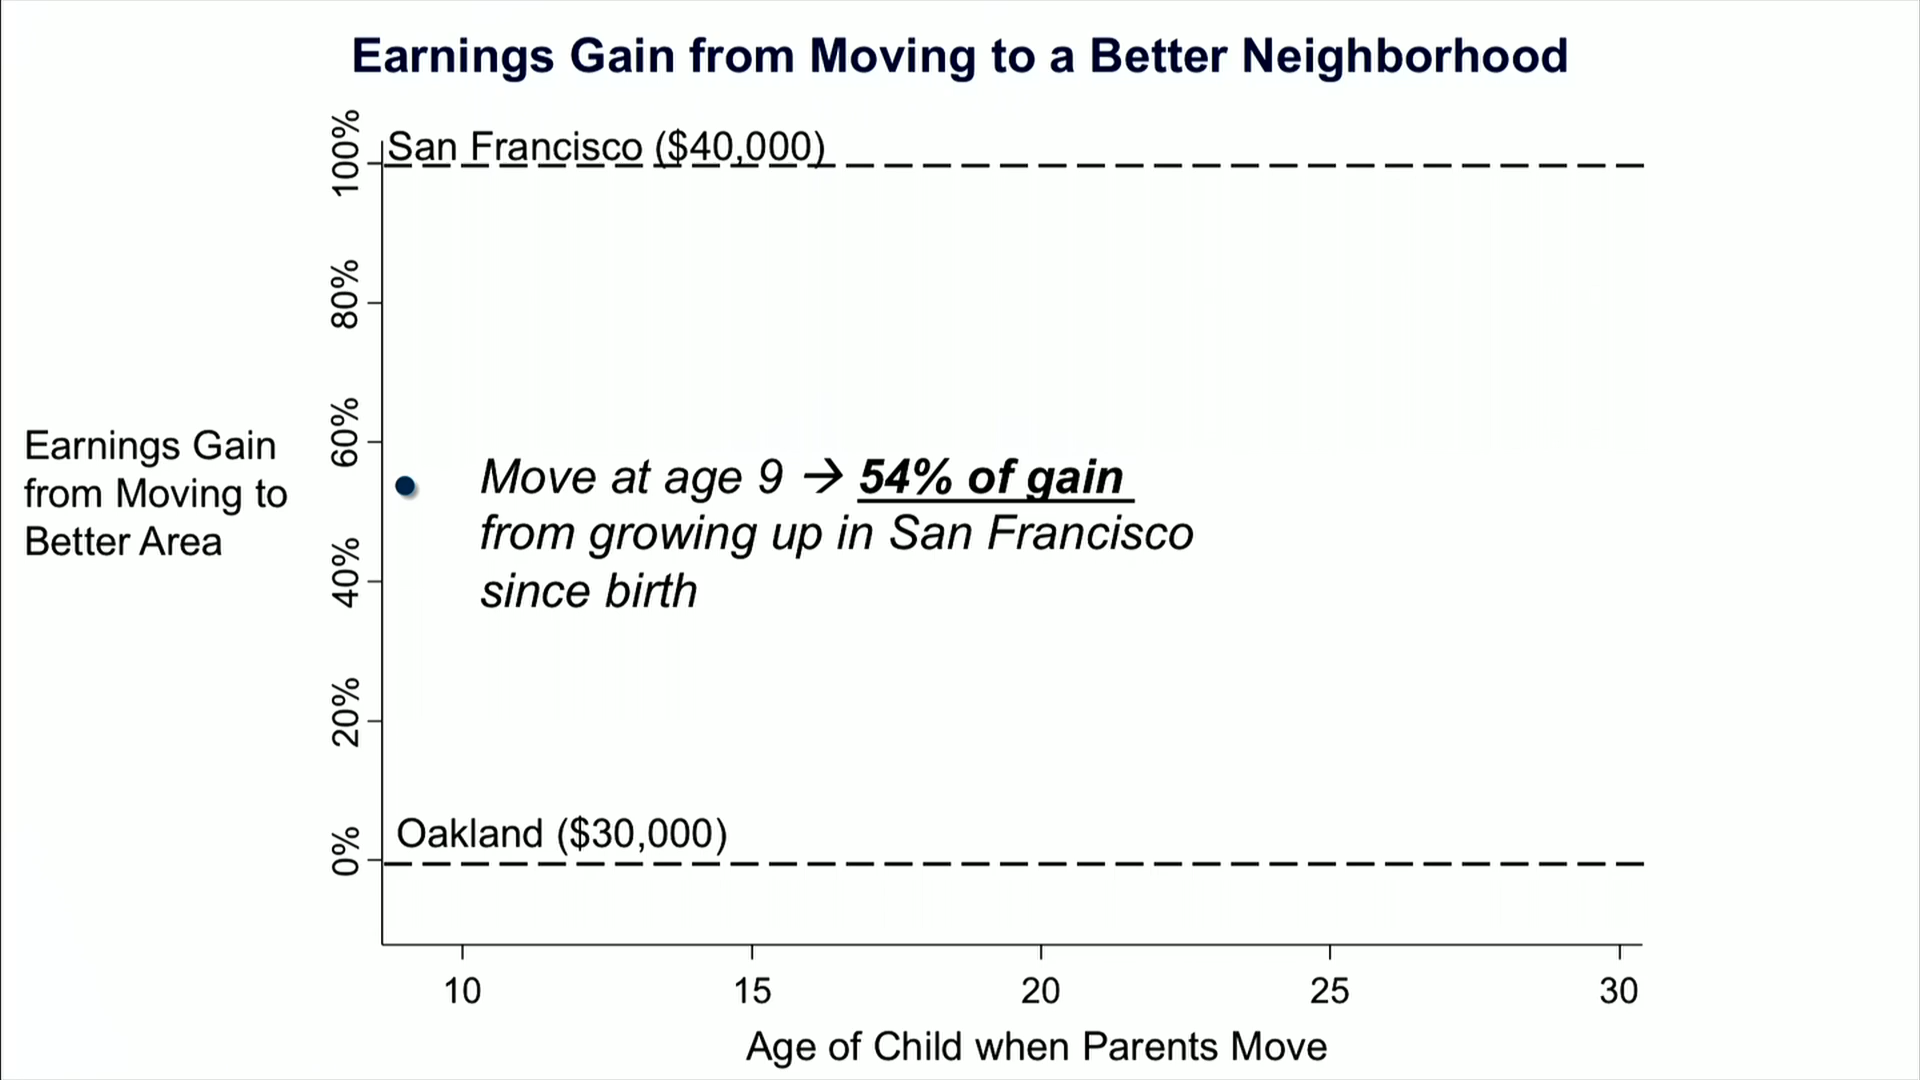 Earnings Gain from Moving to a Better Neighborhood
100%
San Francisco ($40,000)
80%
60%
Earnings Gain
from Moving to
Better Area
Move at age 9 → 54% of gain
from growing up in San Francisco
since birth
40%
20%
0%
Oakland ($30,000)
10 15 20 25 30
Age of Child when Parents Move